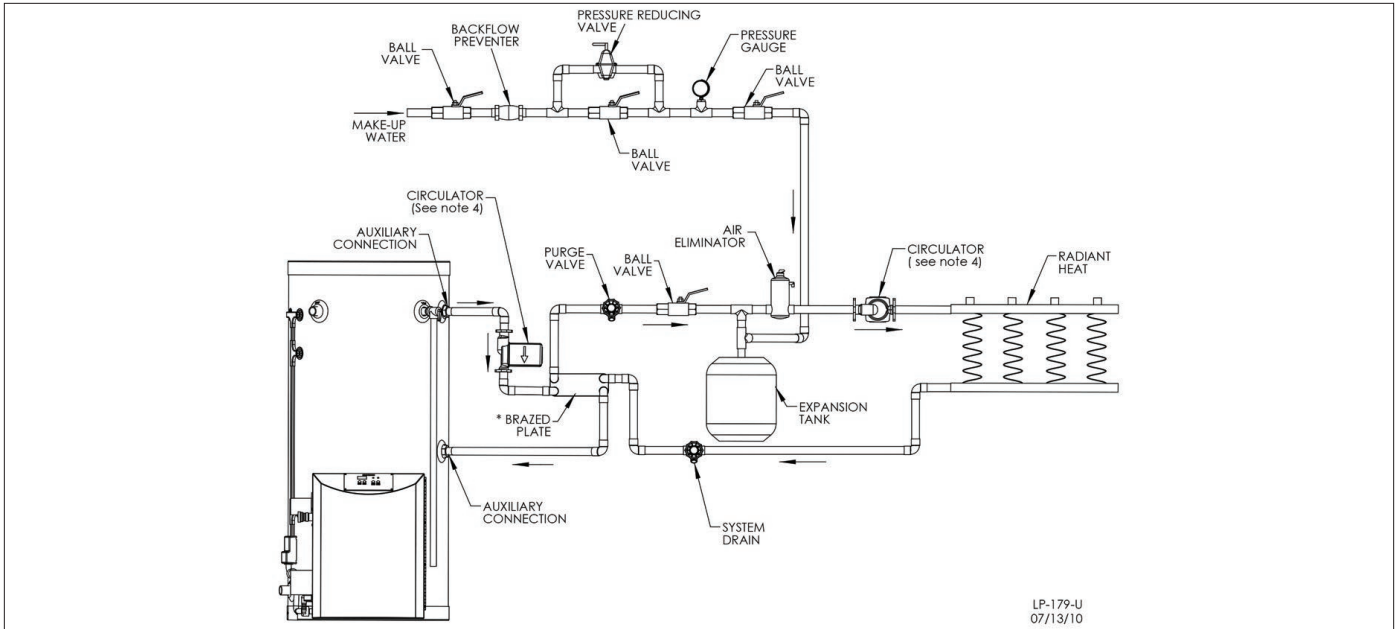 PRESSURE REDUCING
VALVE
BACKFLOW
PREVENTER
BALL
VALVE
PRESSURE
GAUGE
BALL
VALVE
MAKE-UP
WATER
BALL
VALVE
CIRCULATOR
(See note 4)
AUXILIARY
CONNECTION
PURGE
VALVE
BALL
VALVE
AIR
ELIMINATOR
CIRCULATOR
( see note 4)
RADIANT
HEAT
* BRAZED
PLATE
EXPANSION
TANK
AUXILIARY
CONNECTION
SYSTEM
DRAIN
LP-179-U
07/13/10